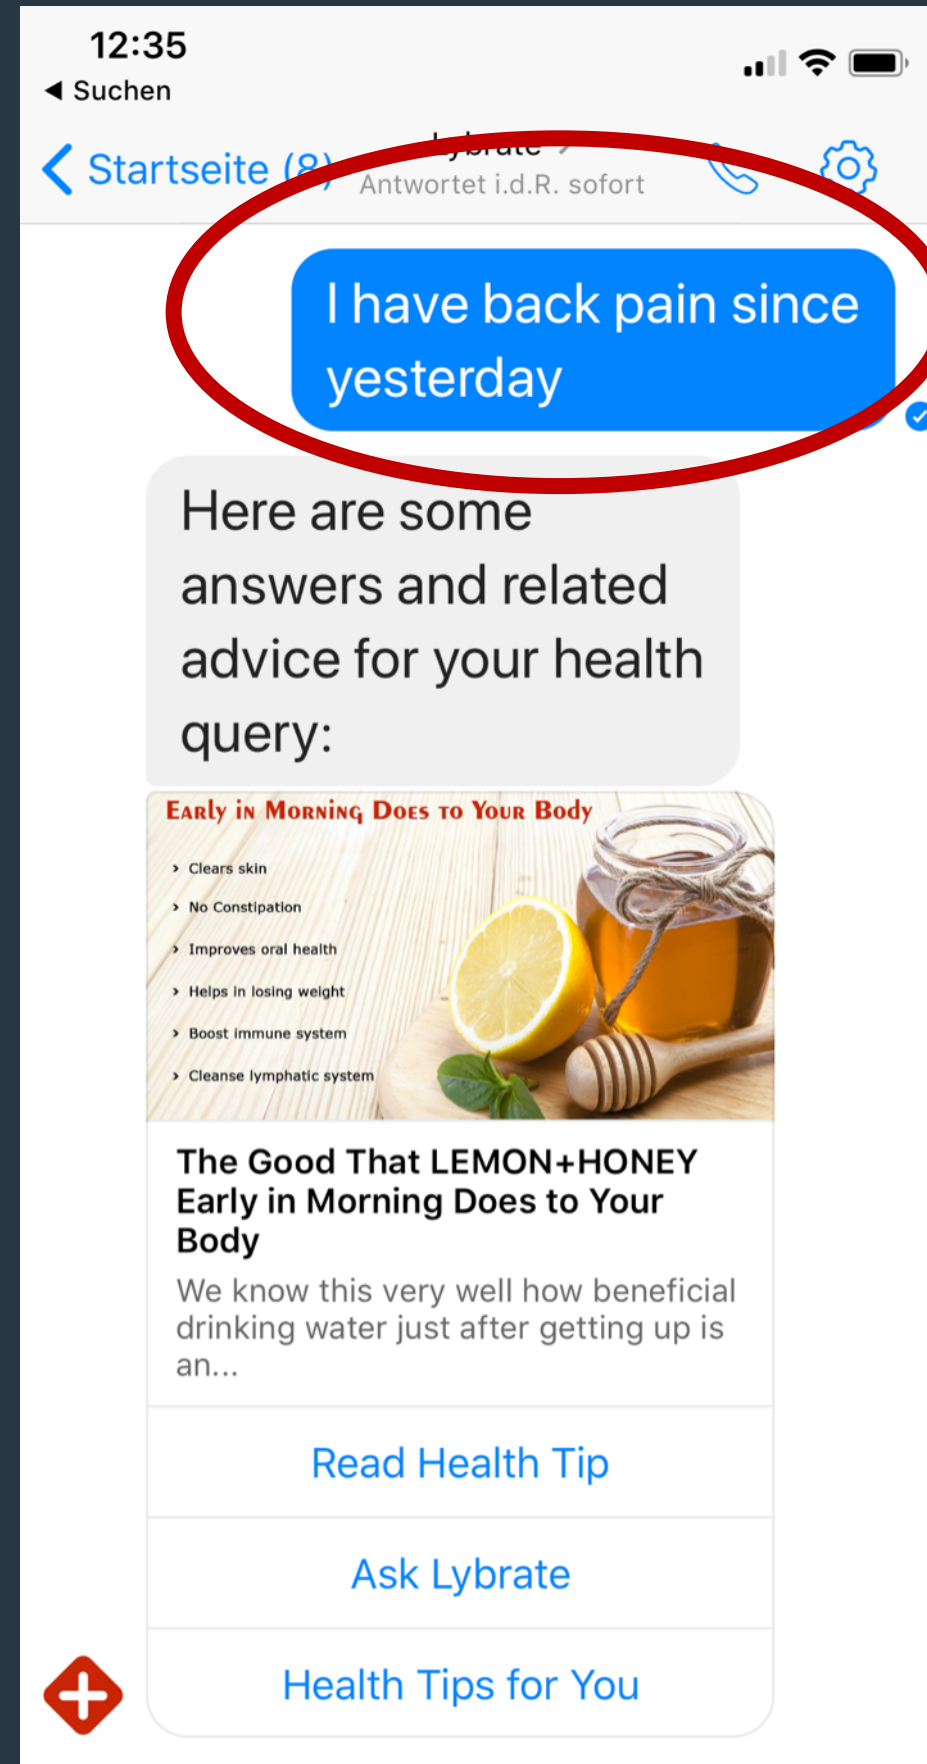 12:35
◀ Suchen
Startseite (8)
Lybrate >
Antwortet i.d.R. sofort
I have back pain since
yesterday
Here are some
answers and related
advice for your health
query:
Early in Morning Does to Your Body
› Clears skin
› No Constipation
› Improves oral health
› Helps in losing weight
› Boost immune system
› Cleanse lymphatic system
The Good That LEMON+HONEY
Early in Morning Does to Your
Body
We know this very well how beneficial
drinking water just after getting up is
an...
Read Health Tip
Ask Lybrate
Health Tips for You